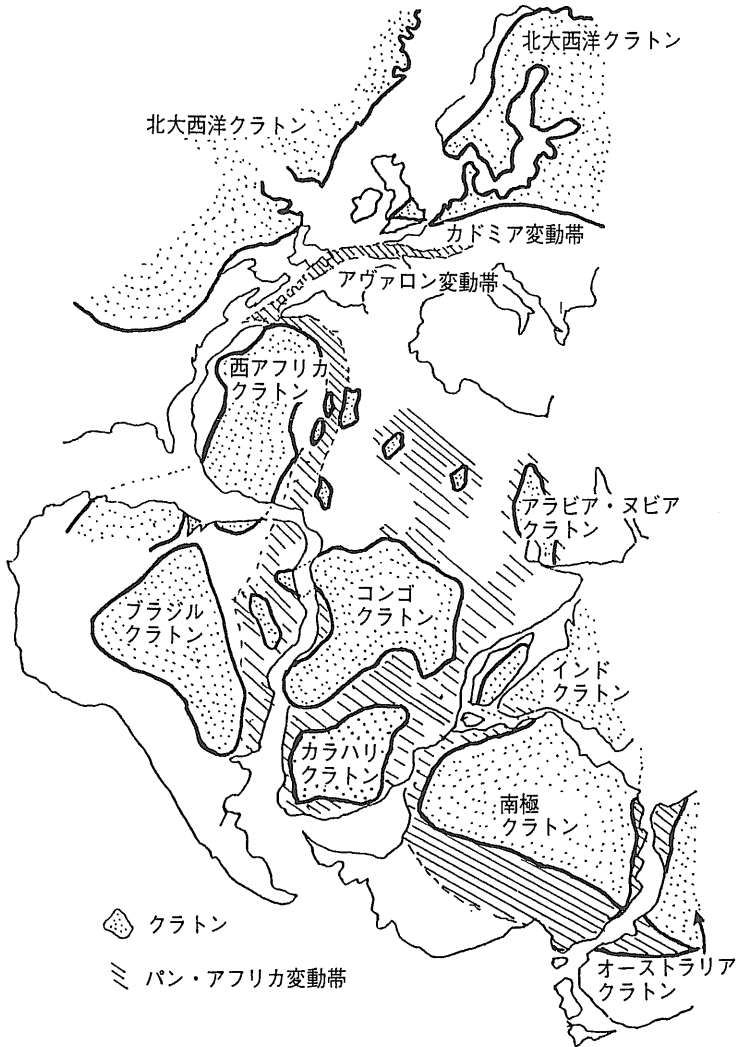 北大西洋クラトン
北大西洋クラトン
カドミア変動帯
アヴァロン変動帯
西アフリカ
クラトン
アラビア・ヌビア
クラトン
コンゴ
クラトン
ブラジル
クラトン
インド
クラトン
カラハリ
クラトン
南極
クラトン
クラトン
オーストラリア
クラトン
パン・アフリカ変動帯